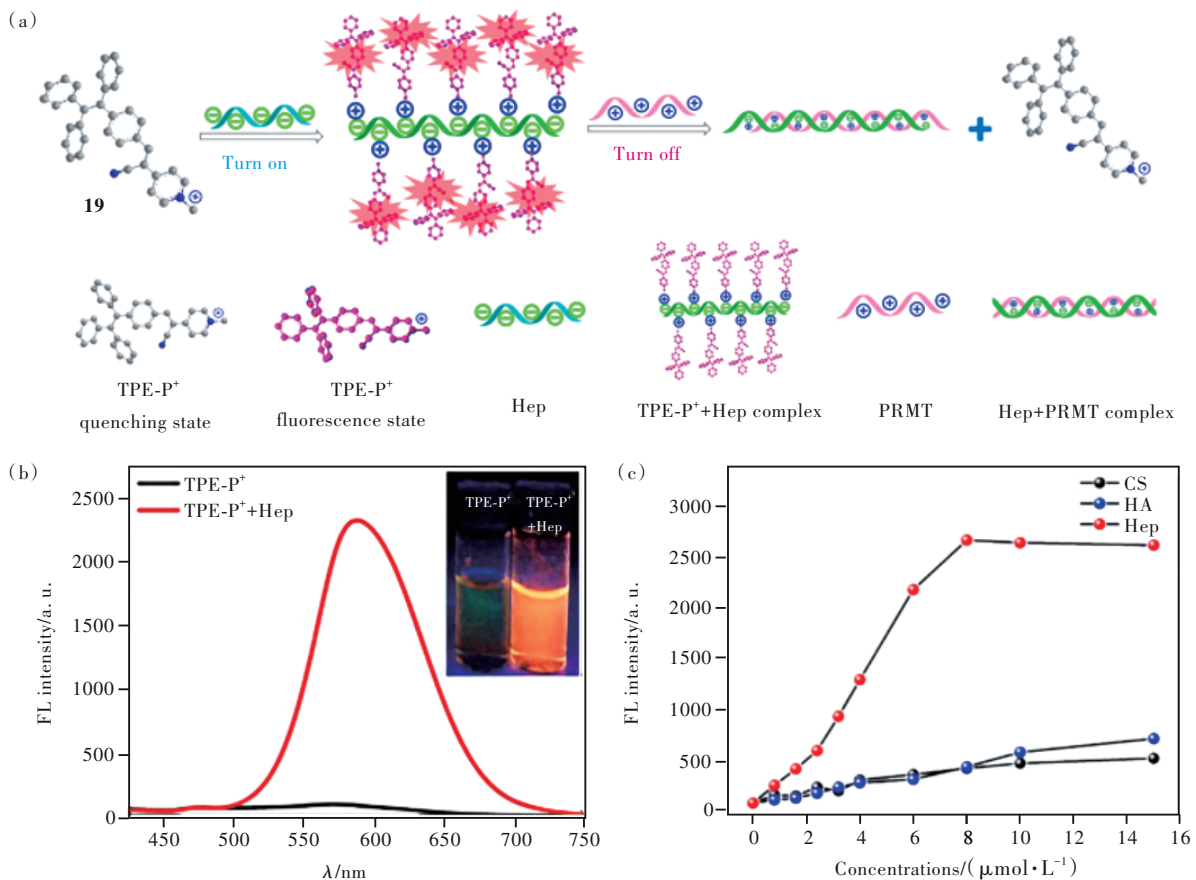 (a)
Turn on
Turn off
19
TPE-P⁺
quenching state
TPE-P⁺
fluorescence state
Hep
TPE-P⁺+Hep complex
PRMT
Hep+PRMT complex
(b)
TPE-P⁺
TPE-P⁺+Hep
TPE-P⁺
TPE-P⁺
+Hep
2500
2000
1500
1000
500
0
FL intensity/a. u.
450
500
550
600
650
700
750
λ/nm
(c)
CS
HA
Hep
3000
2500
2000
1500
1000
500
0
FL intensity/a. u.
0
2
4
6
8
10
12
14
16
Concentrations/(μmol·L⁻¹)